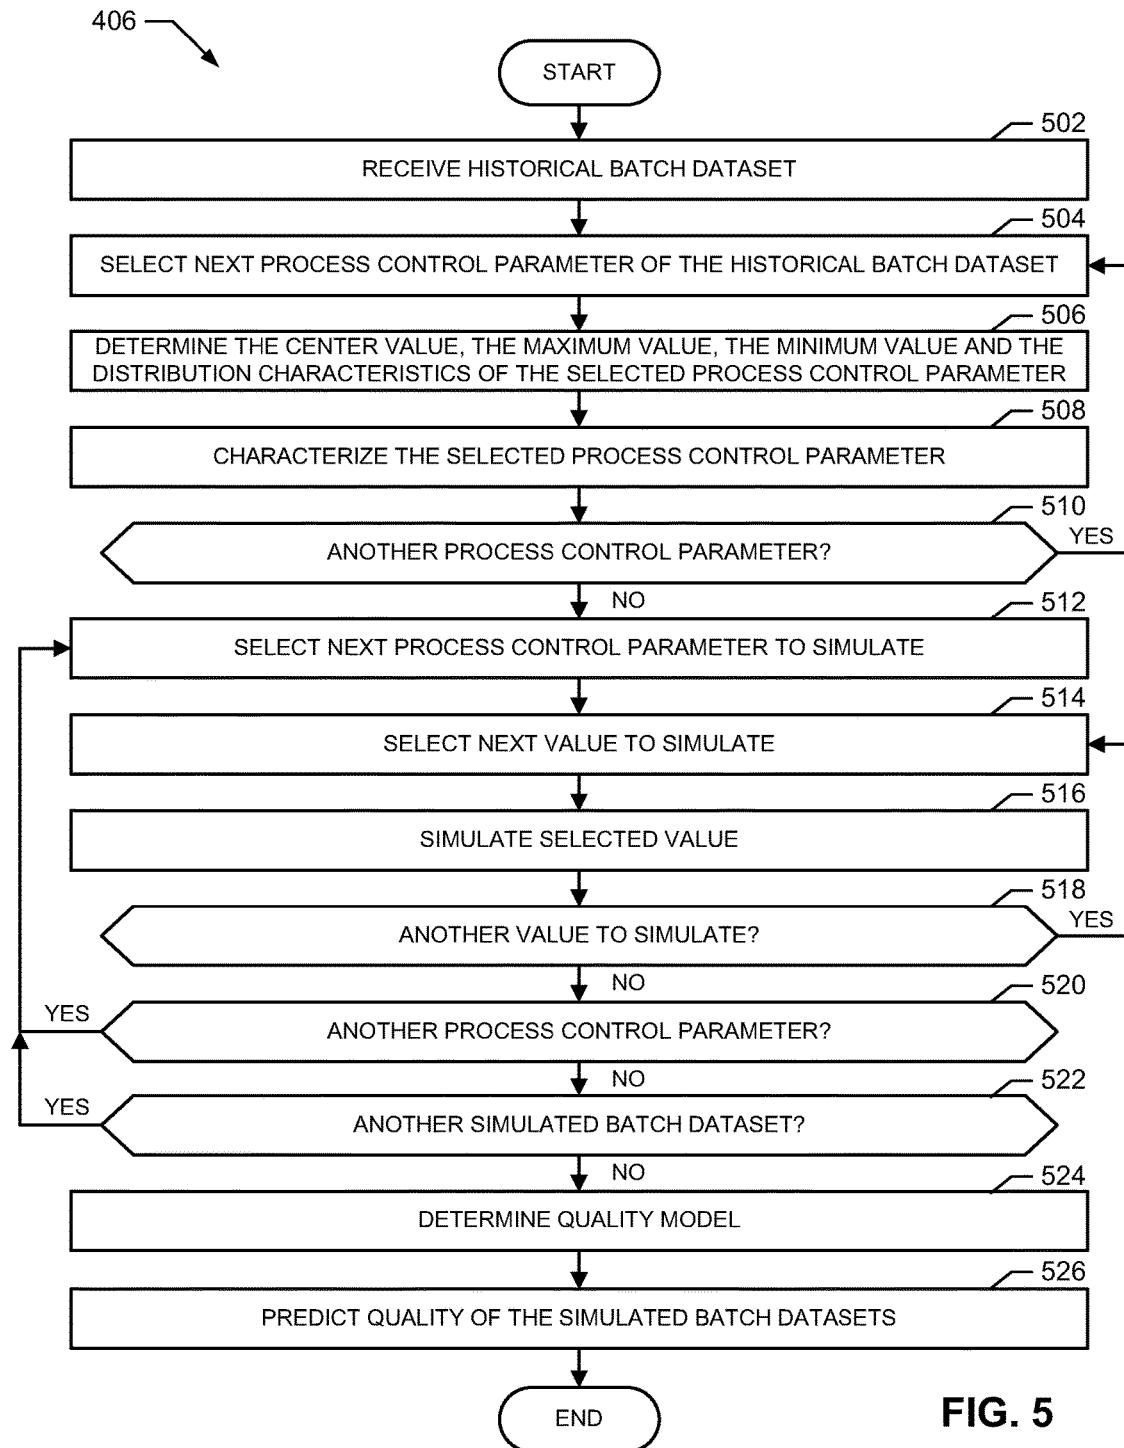 406
START
502
RECEIVE HISTORICAL BATCH DATASET
504
SELECT NEXT PROCESS CONTROL PARAMETER OF THE HISTORICAL BATCH DATASET
506
DETERMINE THE CENTER VALUE, THE MAXIMUM VALUE, THE MINIMUM VALUE AND THE
DISTRIBUTION CHARACTERISTICS OF THE SELECTED PROCESS CONTROL PARAMETER
508
CHARACTERIZE THE SELECTED PROCESS CONTROL PARAMETER
510
ANOTHER PROCESS CONTROL PARAMETER?
YES
NO
512
SELECT NEXT PROCESS CONTROL PARAMETER TO SIMULATE
514
SELECT NEXT VALUE TO SIMULATE
516
SIMULATE SELECTED VALUE
518
ANOTHER VALUE TO SIMULATE?
YES
NO
520
YES
ANOTHER PROCESS CONTROL PARAMETER?
NO
522
YES
ANOTHER SIMULATED BATCH DATASET?
NO
524
DETERMINE QUALITY MODEL
526
PREDICT QUALITY OF THE SIMULATED BATCH DATASETS
END
FIG. 5